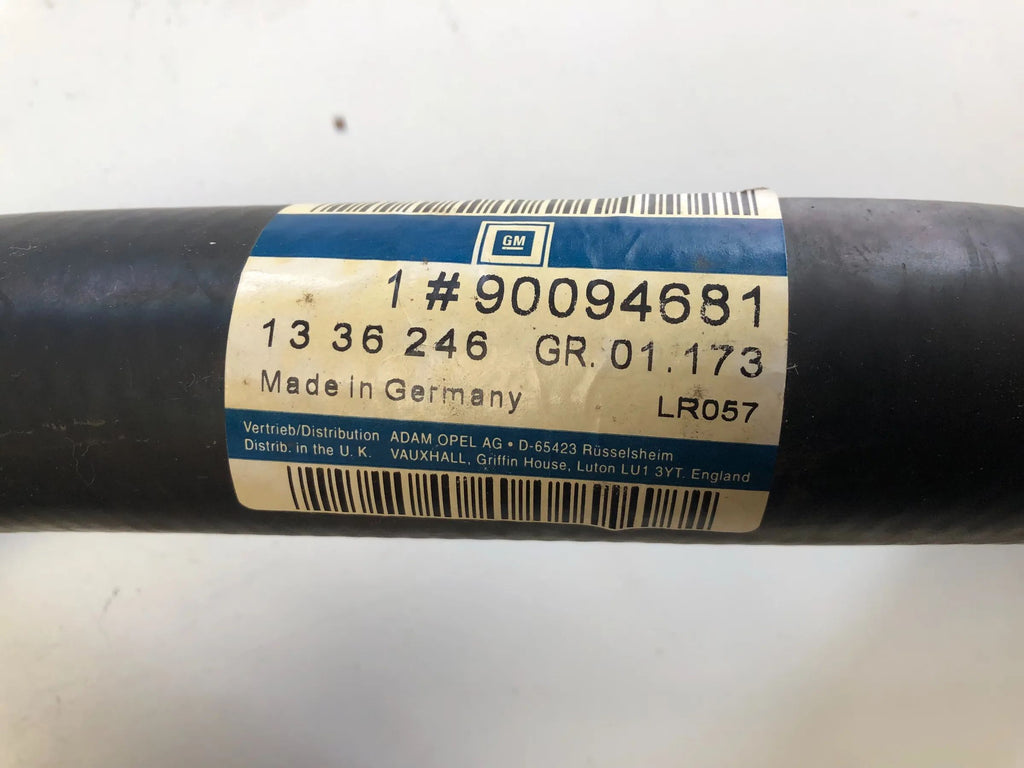 GM
1 #90094681
13 36 246 GR. 01.173
Made in Germany LR057
Vertrieb/Distribution ADAM OPEL AG • D-65423 Rüsselsheim
Distrib. in the U. K. VAUXHALL, Griffin House, Luton LU1 3YT. England